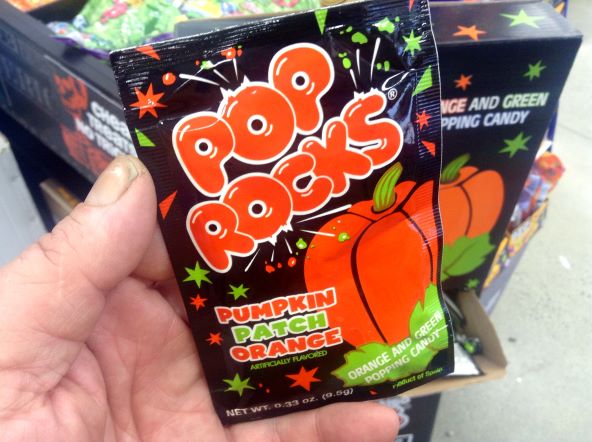 POP
ROCKS®
PUMPKIN
PATCH
ORANGE
ARTIFICIALLY FLAVORED
ORANGE AND GREEN
POPPING CANDY
Product of Spain
NET WT. 0.33 oz. (9.5g)
NGE AND GREEN
PPING CANDY